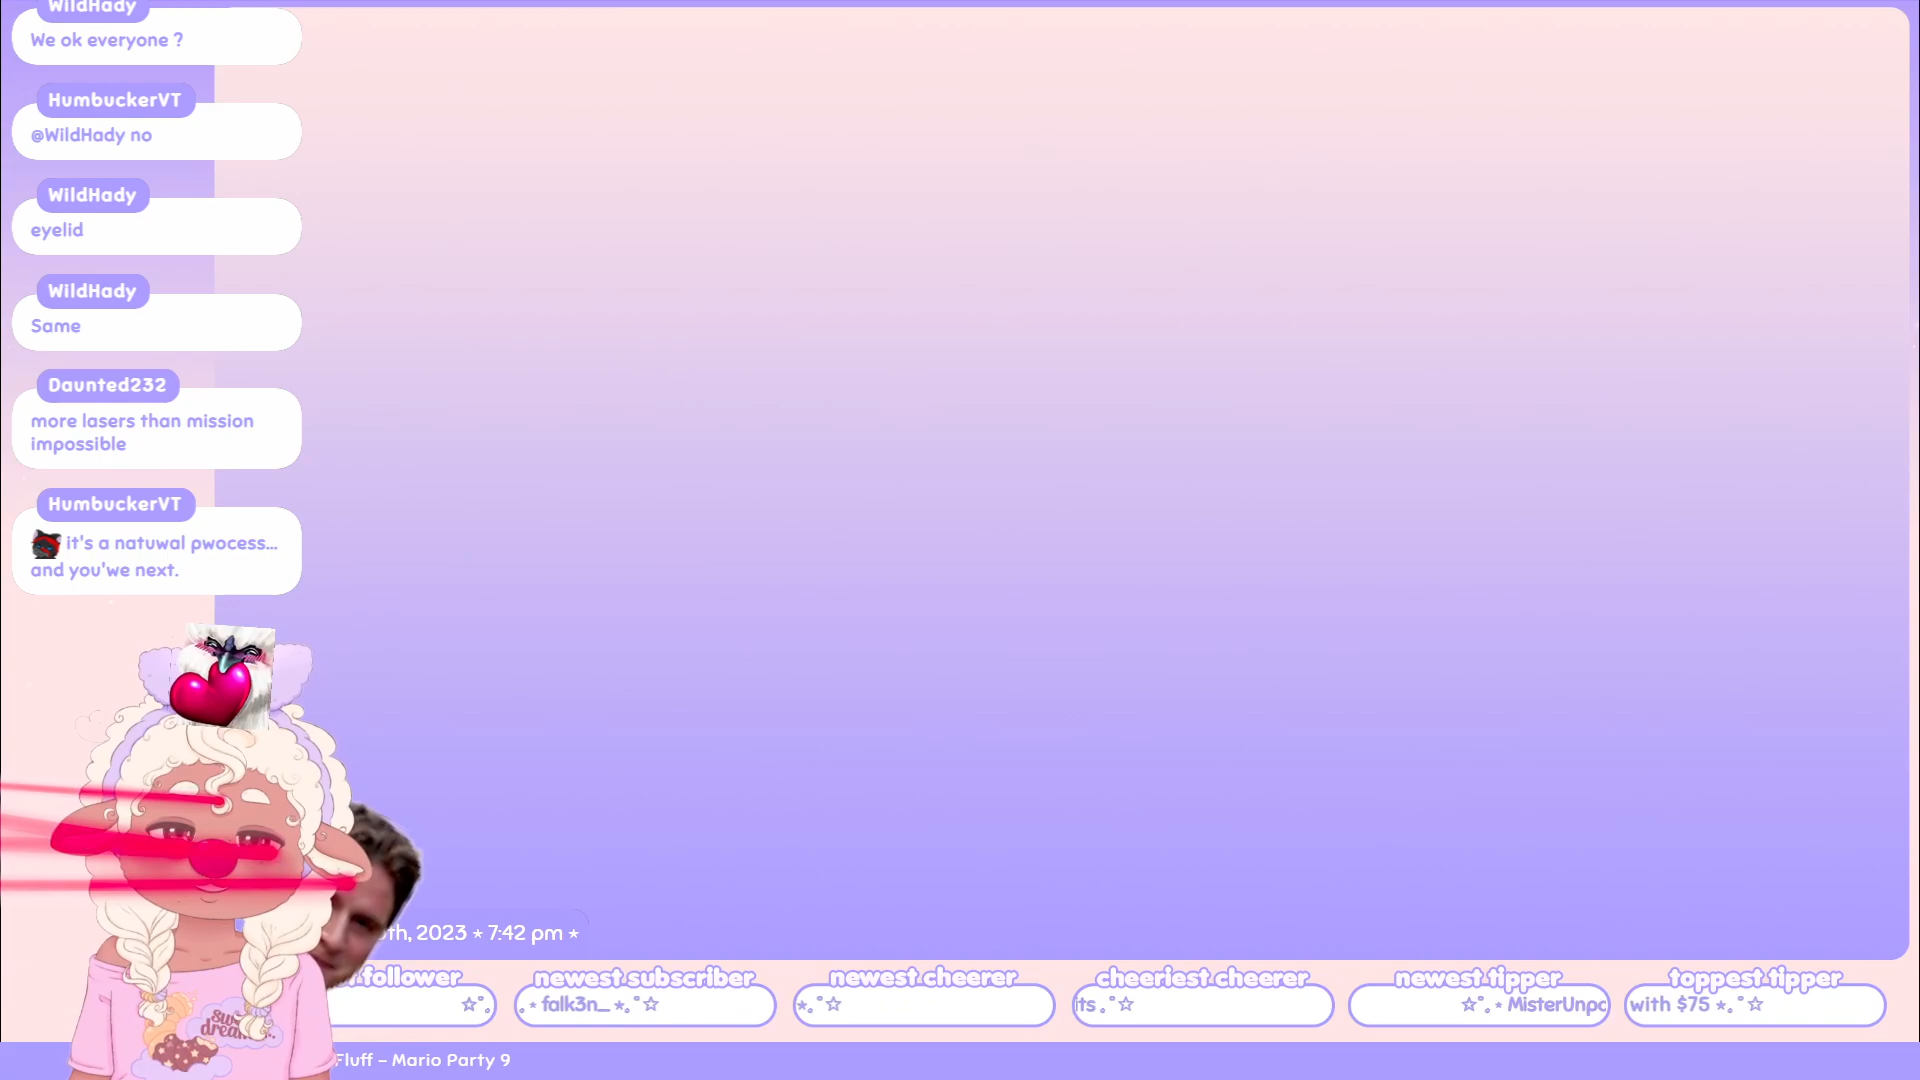 WildHady
We ok everyone ?
HumbuckerVT
@WildHady no
WildHady
eyelid
WildHady
Same
Daunted232
more lasers than mission
impossible
HumbuckerVT
it's a natuwal pwocess...
and you'we next.
th, 2023 ⋆ 7:42 pm ⋆
follower
newest subscriber
newest cheerer
cheeriest cheerer
newest tipper
toppest tipper
☆˚。
。⋆ falk3n_ ⋆。˚☆
⋆。˚☆
its 。˚☆
☆˚。⋆ MisterUnpo
with $75 ⋆。˚☆
Fluff - Mario Party 9